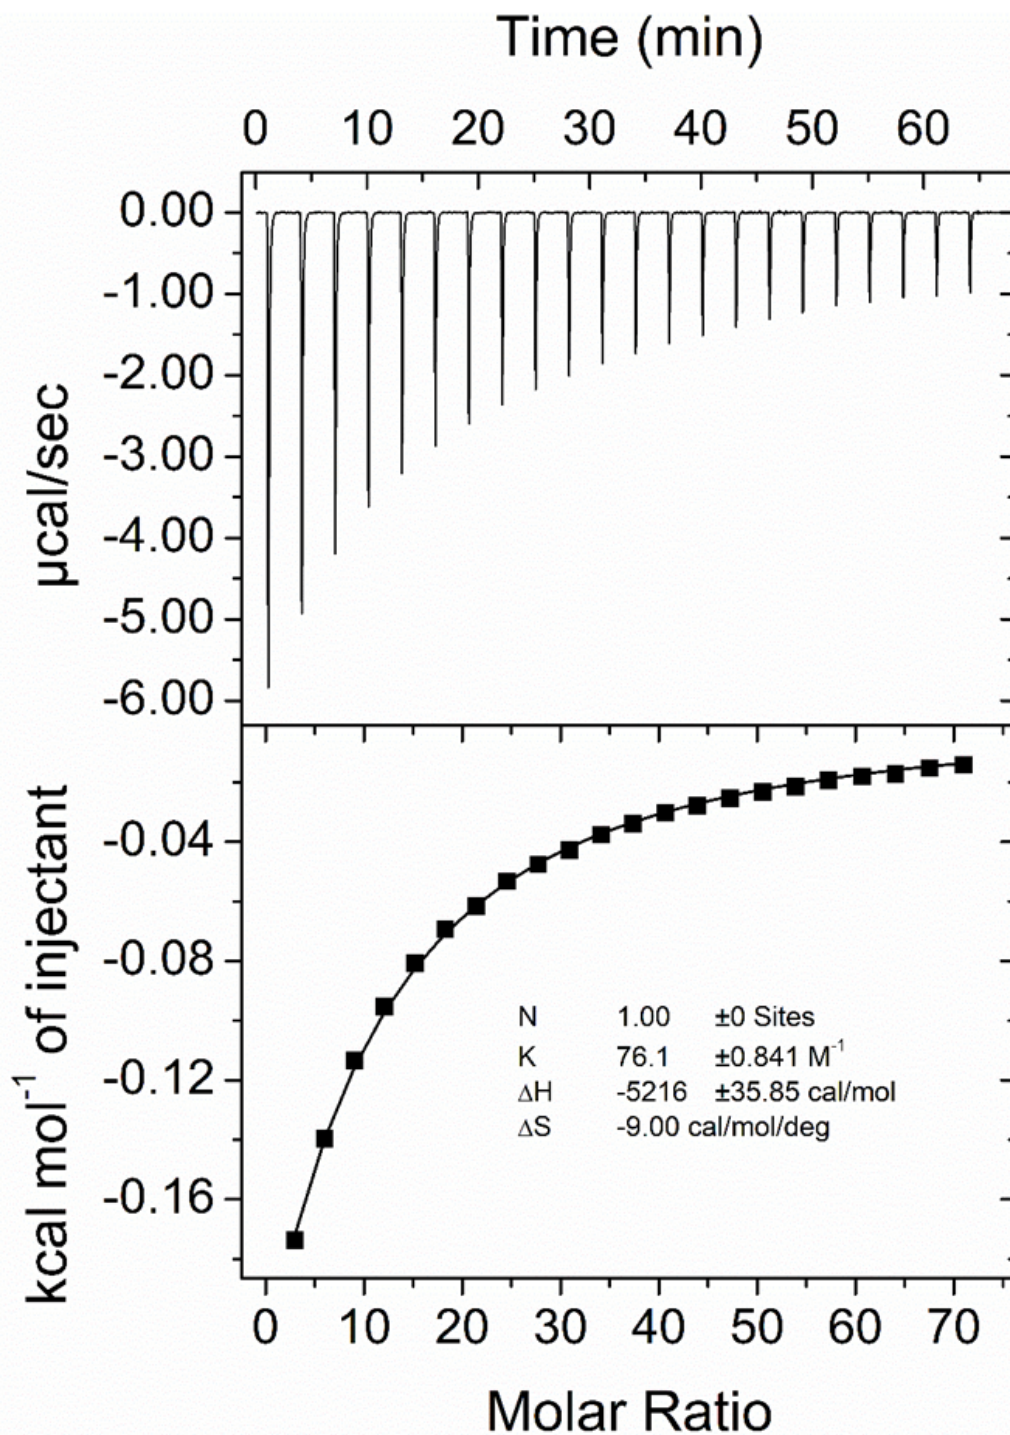 Time (min)
0 10 20 30 40 50 60
0.00
-1.00
-2.00
-3.00
-4.00
-5.00
-6.00
µcal/sec
-0.04
-0.08
-0.12
-0.16
kcal mol⁻¹ of injectant
N 1.00 ±0 Sites
K 76.1 ±0.841 M⁻¹
ΔH -5216 ±35.85 cal/mol
ΔS -9.00 cal/mol/deg
0 10 20 30 40 50 60 70
Molar Ratio